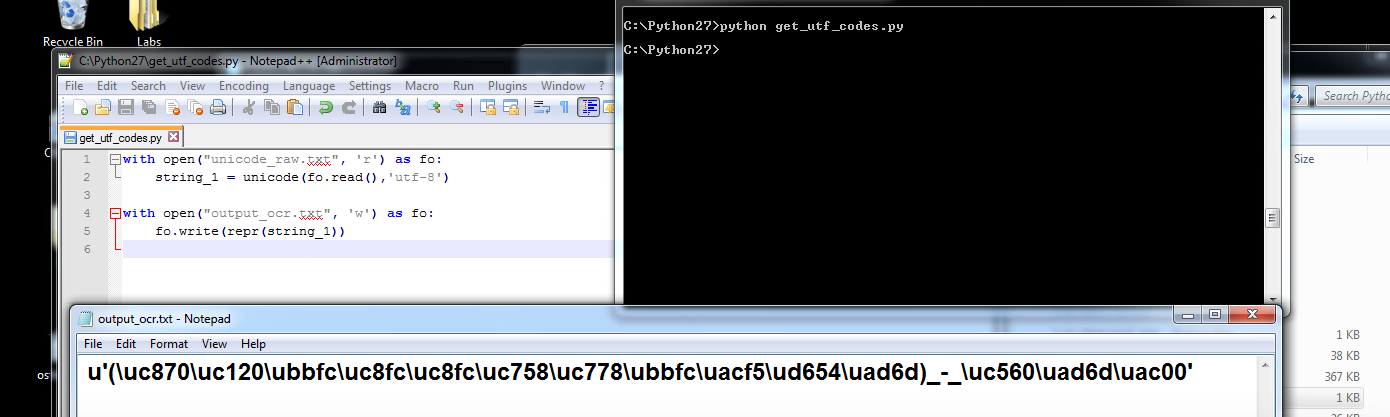 C:\Python27>python get_utf_codes.py
C:\Python27>
Recycle Bin
Labs
C:\Python27\get_utf_codes.py - Notepad++ [Administrator]
File Edit Search View Encoding Language Settings Macro Run Plugins Window ?
Search Pytho
get_utf_codes.py
Size
1 with open("unicode_raw.txt", 'r') as fo:
2 string_1 = unicode(fo.read(),'utf-8')
3
4 with open("output_ocr.txt", 'w') as fo:
5 fo.write(repr(string_1))
6
output_ocr.txt - Notepad
File Edit Format View Help
u'(\uc870\uc120\ubbfc\uc8fc\uc8fc\uc758\uc778\ubbfc\uacf5\ud654\uad6d)_-_\uc560\uad6d\uac00'
1 KB
38 KB
367 KB
1 KB